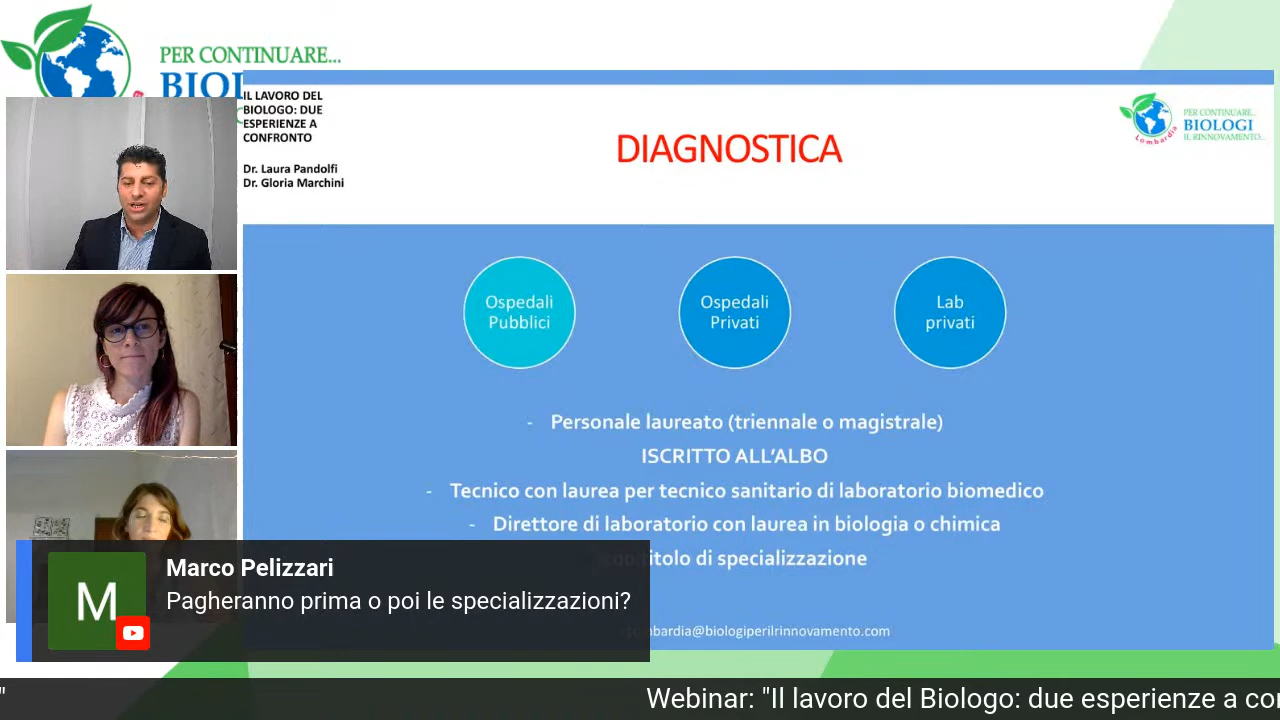 PER CONTINUARE...
IL LAVORO DEL
BIOLOGO: DUE
ESPERIENZE A
CONFRONTO
Dr. Laura Pandolfi
Dr. Gloria Marchini
DIAGNOSTICA
PER CONTINUARE...
BIOLOGI
IL RINNOVAMENTO...
Lombardia
Ospedali
Pubblici
Ospedali
Privati
Lab
privati
- Personale laureato (triennale o magistrale)
ISCRITTO ALL'ALBO
- Tecnico con laurea per tecnico sanitario di laboratorio biomedico
- Direttore di laboratorio con laurea in biologia o chimica
titolo di specializzazione
M
Marco Pelizzari
Pagheranno prima o poi le specializzazioni?
mbardia@biologiperilrinnovamento.com
"
Webinar: "Il lavoro del Biologo: due esperienze a